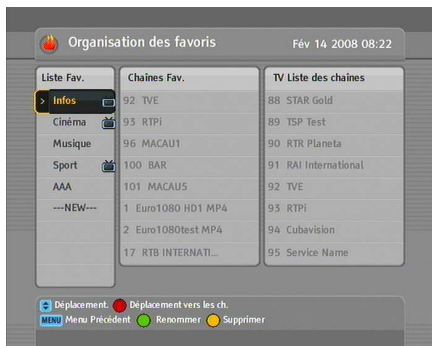 Organisation des favoris
Fév 14 2008 08:22
Liste Fav.
> Infos
Cinéma
Musique
Sport
AAA
---NEW---
Chaines Fav.
92 TVE
93 RTPi
96 MACAU1
100 BAR
101 MACAU5
1 Euro1080 HD1 MP4
2 Euro1080test MP4
17 RTB INTERNATI...
TV Liste des chaines
88 STAR Gold
89 TSP Test
90 RTR Planeta
91 RAI International
92 TVE
93 RTPi
94 Cubavision
95 Service Name
Déplacement. Déplacement vers les ch.
MENU Menu Précédent Renommer Supprimer